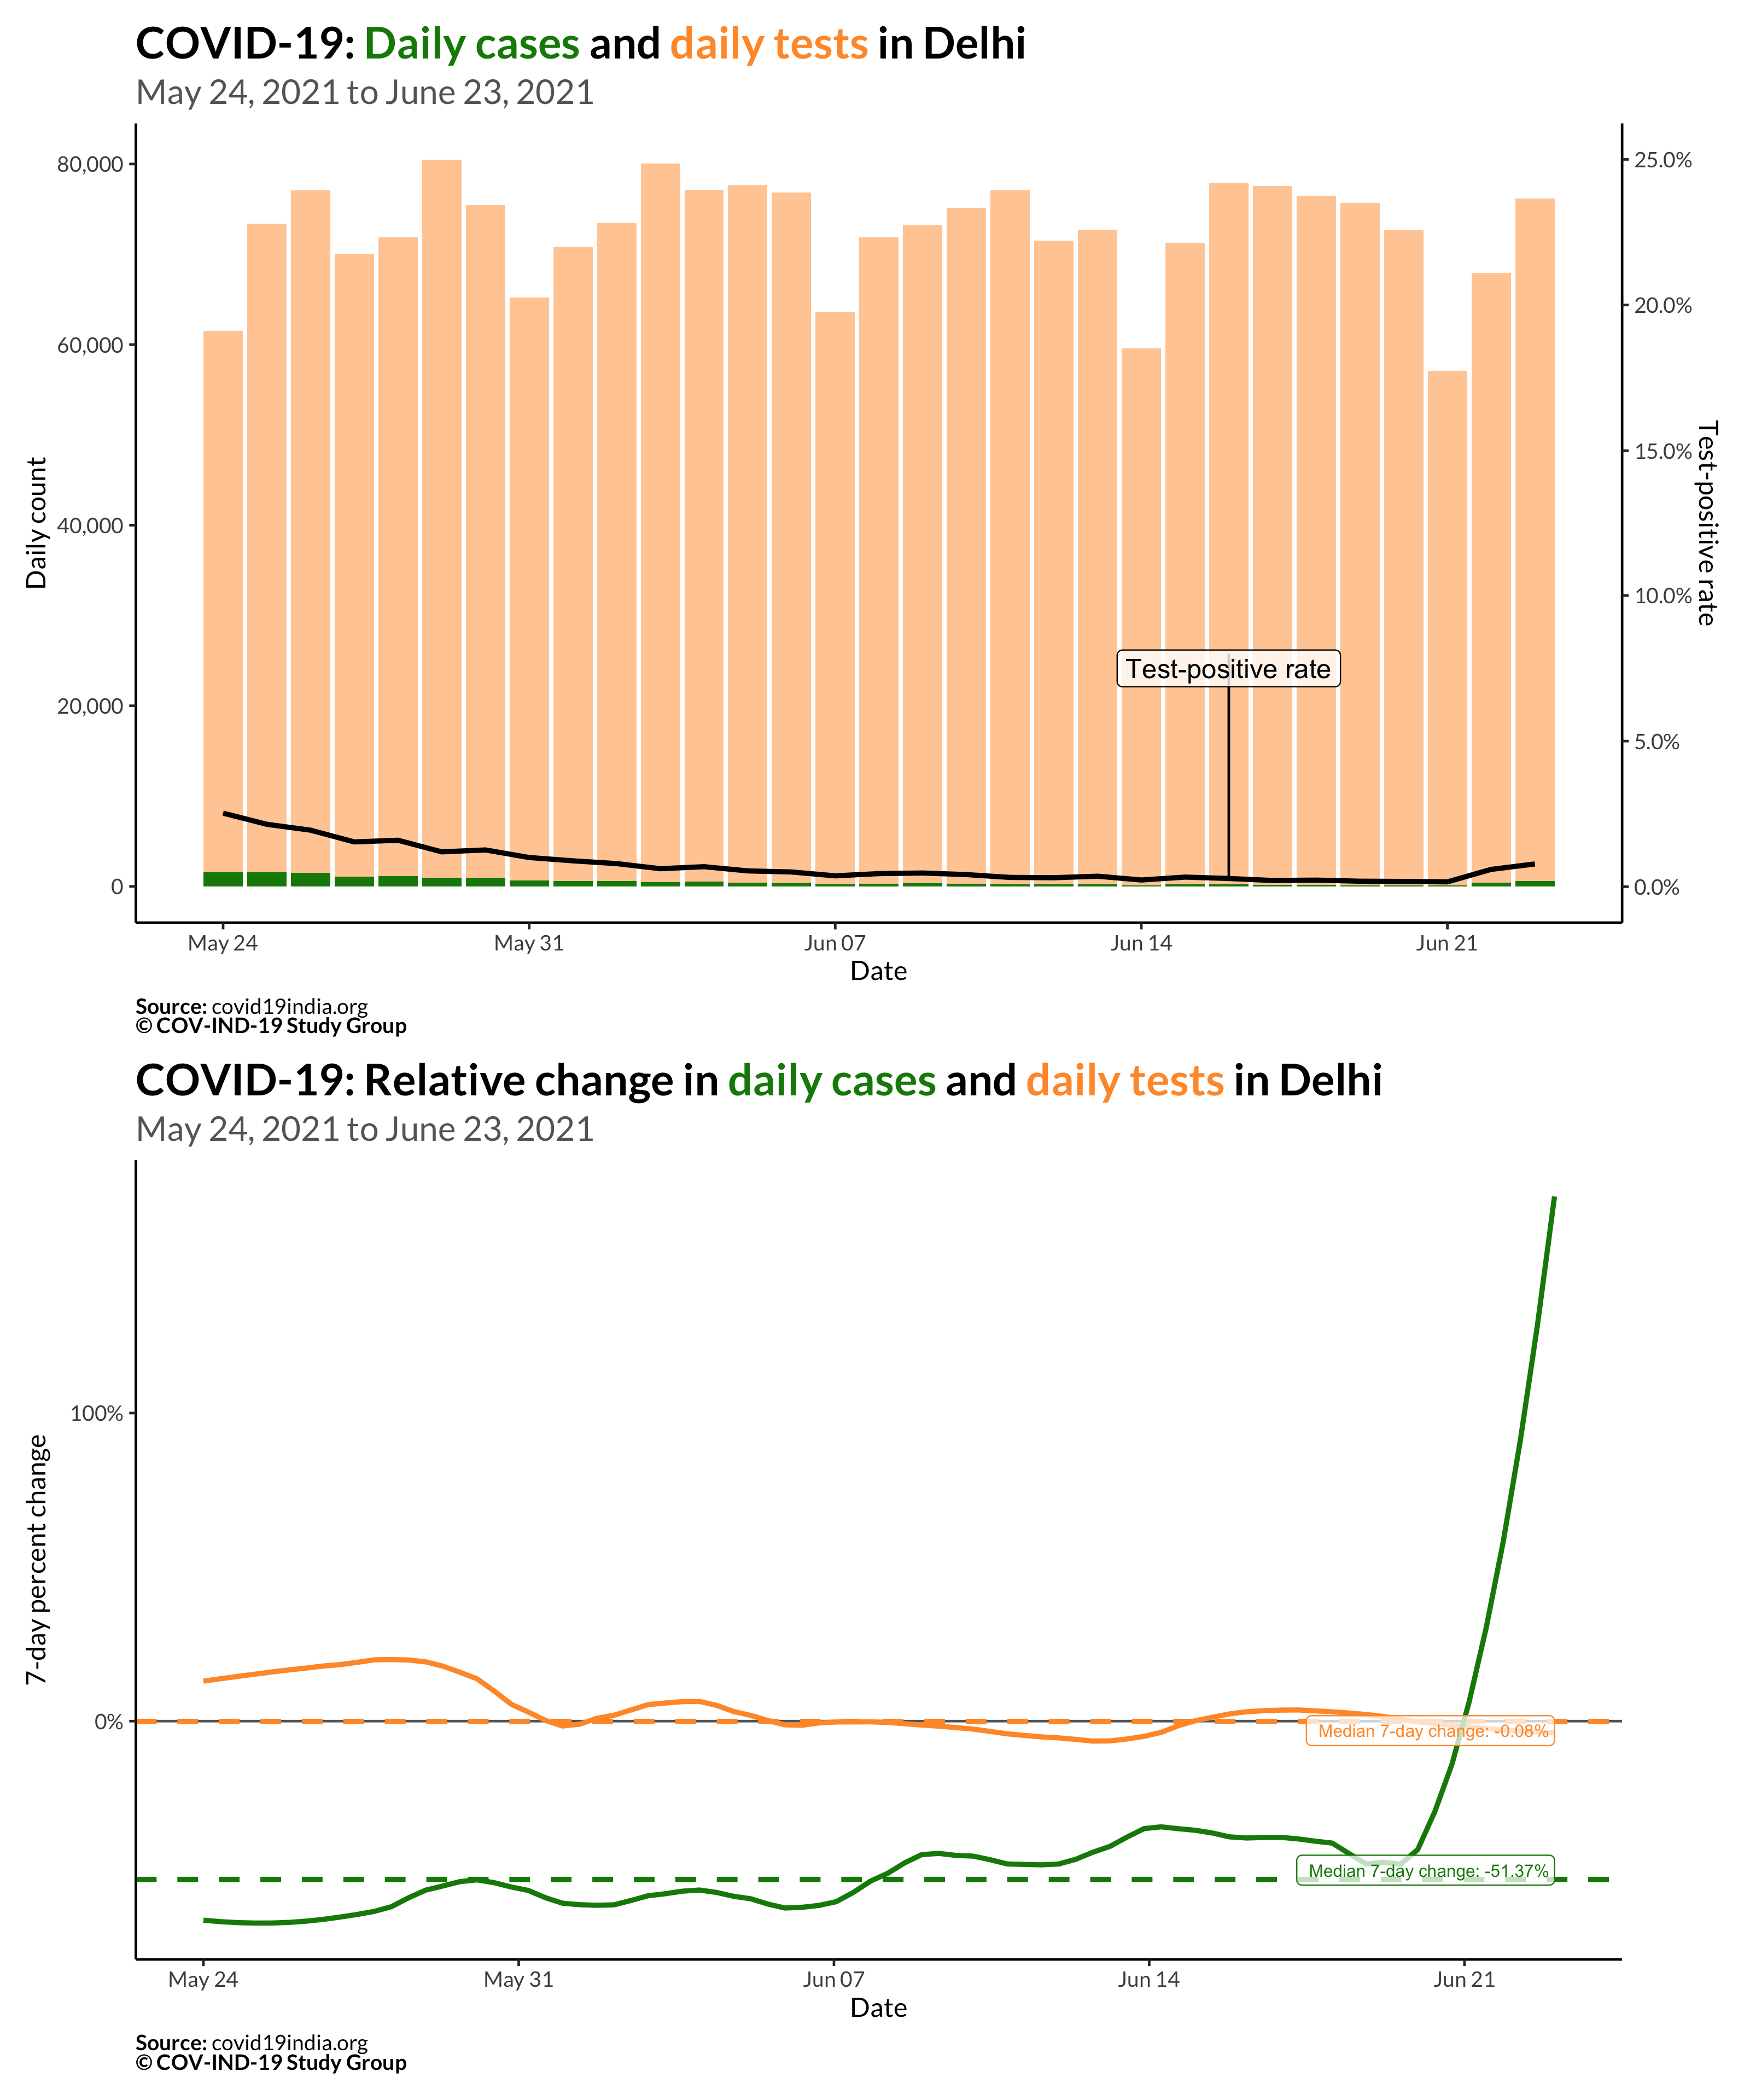 COVID-19: Daily cases and daily tests in Delhi
May 24, 2021 to June 23, 2021
Daily count
80,000
60,000
40,000
20,000
0
25.0%
20.0%
15.0%
10.0%
5.0%
0.0%
Test-positive rate
Test-positive rate
May 24
May 31
Jun 07
Jun 14
Jun 21
Date
Source: covid19india.org
© COV-IND-19 Study Group
COVID-19: Relative change in daily cases and daily tests in Delhi
May 24, 2021 to June 23, 2021
7-day percent change
100%
0%
Median 7-day change: -0.08%
Median 7-day change: -51.37%
May 24
May 31
Jun 07
Jun 14
Jun 21
Date
Source: covid19india.org
© COV-IND-19 Study Group